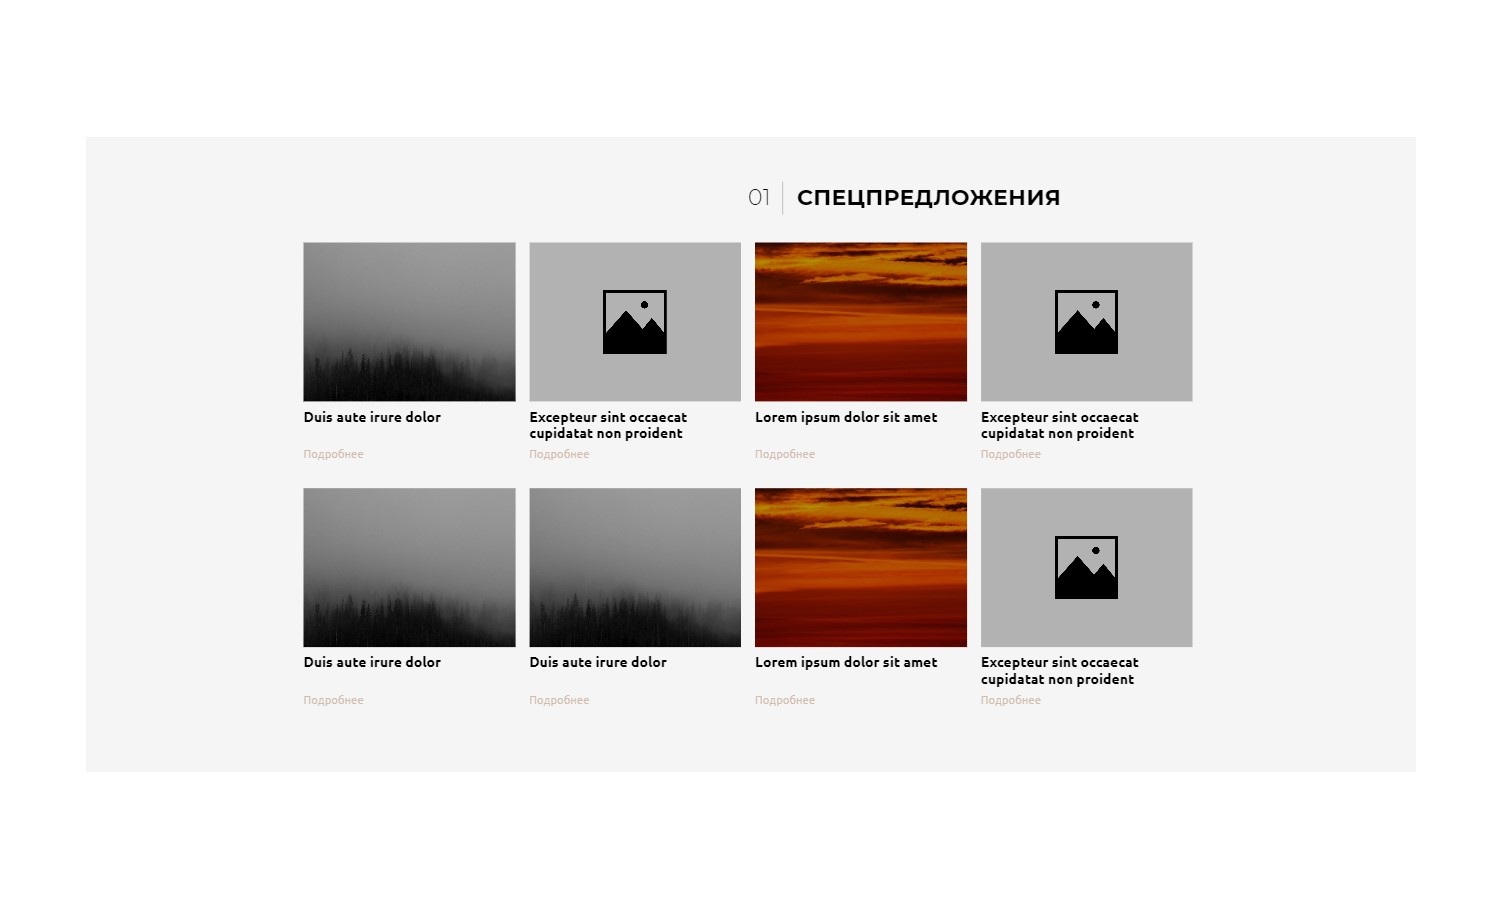 01 СПЕЦПРЕДЛОЖЕНИЯ
Duis aute irure dolor
Подробнее
Excepteur sint occaecat
cupidatat non proident
Подробнее
Lorem ipsum dolor sit amet
Подробнее
Excepteur sint occaecat
cupidatat non proident
Подробнее
Duis aute irure dolor
Подробнее
Duis aute irure dolor
Подробнее
Lorem ipsum dolor sit amet
Подробнее
Excepteur sint occaecat
cupidatat non proident
Подробнее